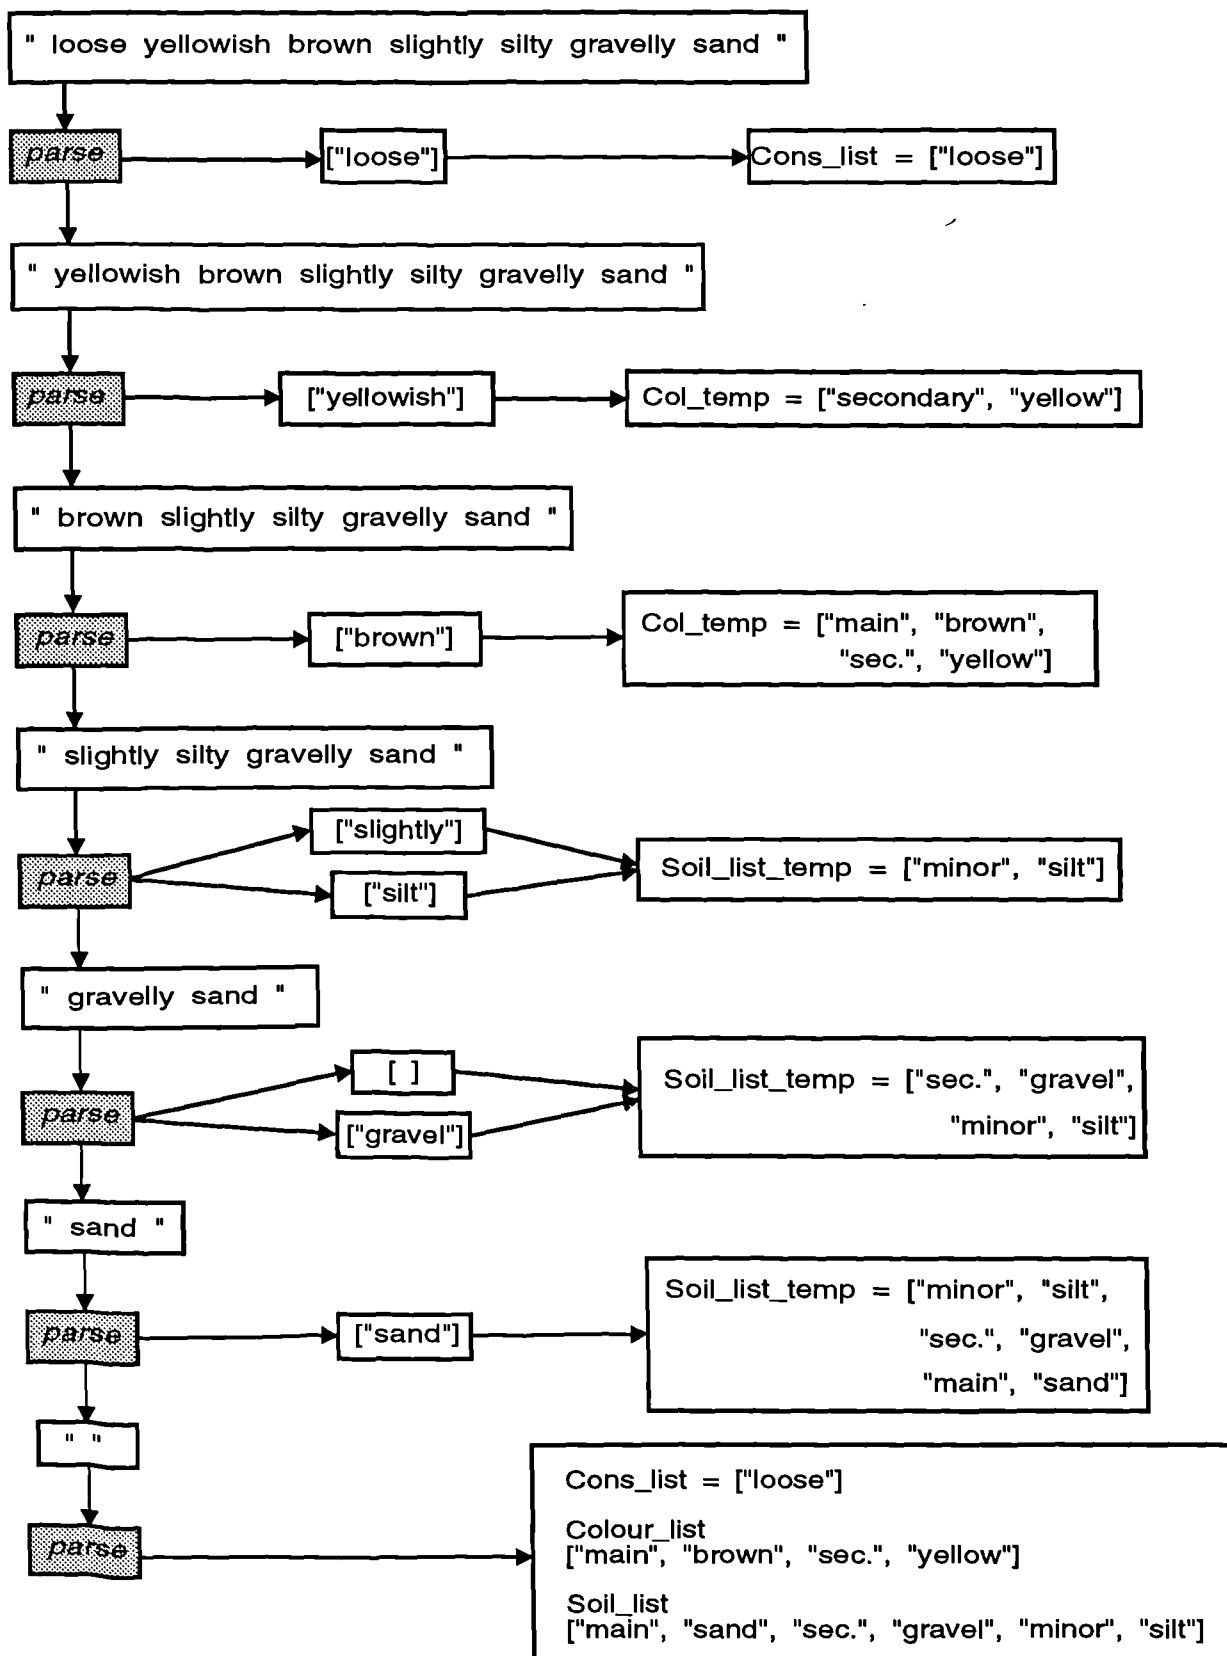 " loose yellowish brown slightly silty gravelly sand "
parse
["loose"]
Cons_list = ["loose"]
" yellowish brown slightly silty gravelly sand "
parse
["yellowish"]
Col_temp = ["secondary", "yellow"]
" brown slightly silty gravelly sand "
parse
["brown"]
Col_temp = ["main", "brown",
"sec.", "yellow"]
" slightly silty gravelly sand "
parse
["slightly"]
["silt"]
Soil_list_temp = ["minor", "silt"]
" gravelly sand "
parse
[ ]
["gravel"]
Soil_list_temp = ["sec.", "gravel",
"minor", "silt"]
" sand "
parse
["sand"]
Soil_list_temp = ["minor", "silt",
"sec.", "gravel",
"main", "sand"]
" "
parse
Cons_list = ["loose"]
Colour_list
["main", "brown", "sec.", "yellow"]
Soil_list
["main", "sand", "sec.", "gravel", "minor", "silt"]